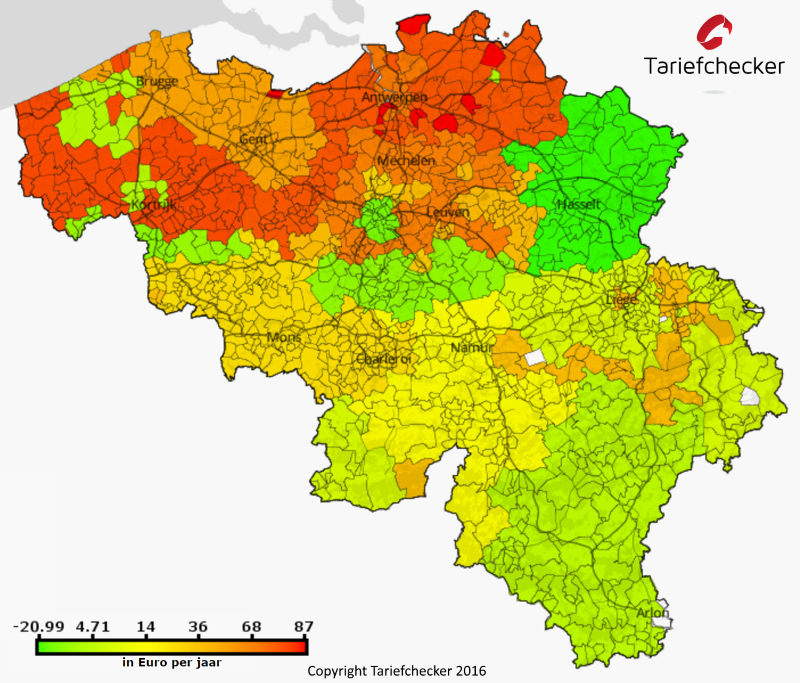 Tariefchecker
Brugge
Antwerpen
Gent
Mechelen
Kortrijk
Leuven
Hasselt
Liège
Mons
Namur
Charleroi
Arlon
-20.99 4.71 14 36 68 87
in Euro per jaar
Copyright Tariefchecker 2016